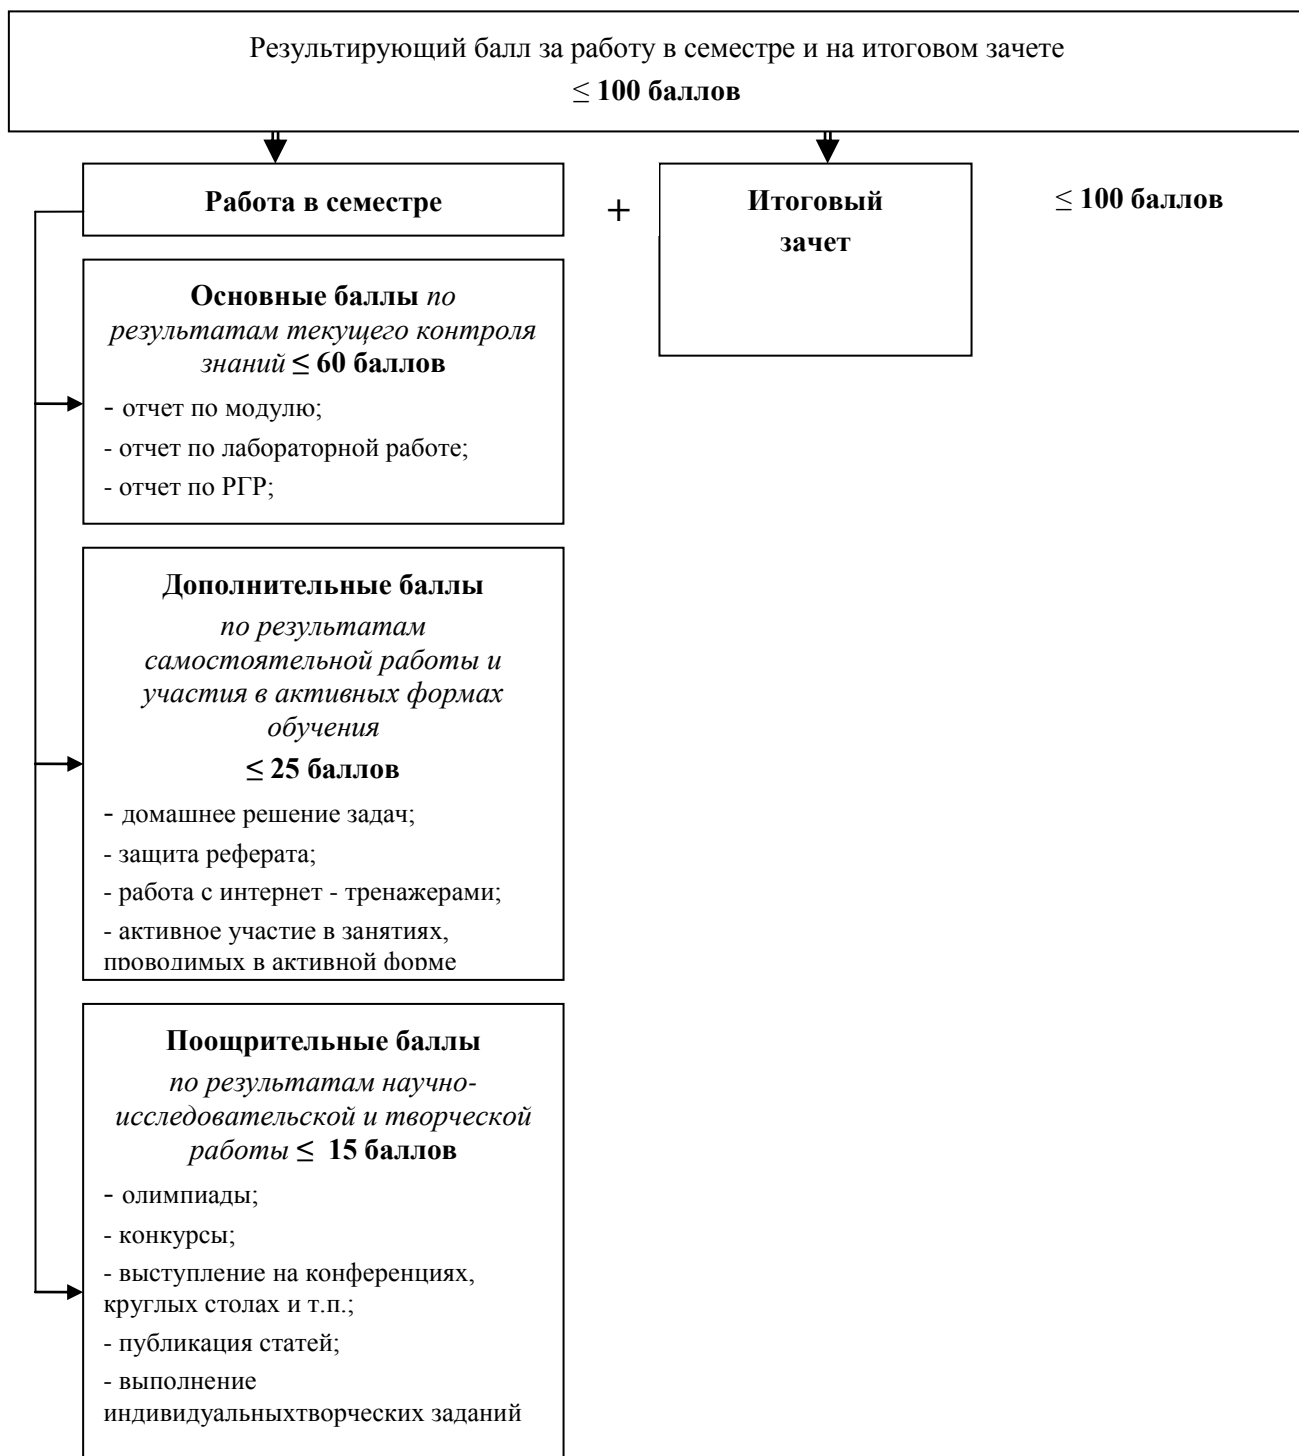 Результирующий балл за работу в семестре и на итоговом зачете
≤ 100 баллов
Работа в семестре
+
Итоговый
зачет
≤ 100 баллов
Основные баллы по
результатам текущего контроля
знаний ≤ 60 баллов
- отчет по модулю;
- отчет по лабораторной работе;
- отчет по РГР;
Дополнительные баллы
по результатам
самостоятельной работы и
участия в активных формах
обучения
≤ 25 баллов
- домашнее решение задач;
- защита реферата;
- работа с интернет - тренажерами;
- активное участие в занятиях,
проводимых в активной форме
Поощрительные баллы
по результатам научно-
исследовательской и творческой
работы ≤ 15 баллов
- олимпиады;
- конкурсы;
- выступление на конференциях,
круглых столах и т.п.;
- публикация статей;
- выполнение
индивидуальныхтворческих заданий